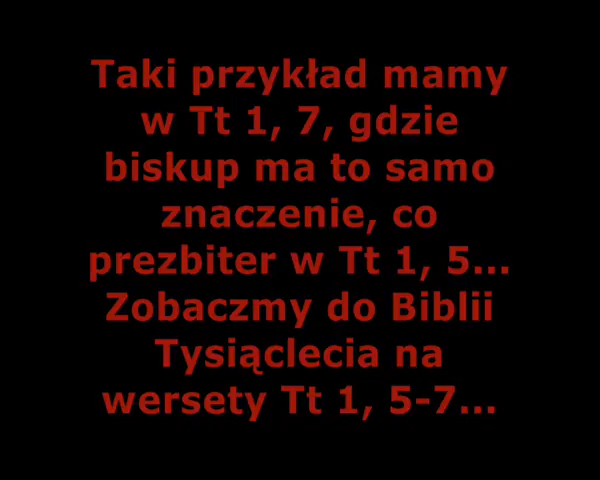 Taki przykład mamy
w Tt 1, 7, gdzie
biskup ma to samo
znaczenie, co
prezbiter w Tt 1, 5...
Zobaczmy do Biblii
Tysiąclecia na
wersety Tt 1, 5-7...